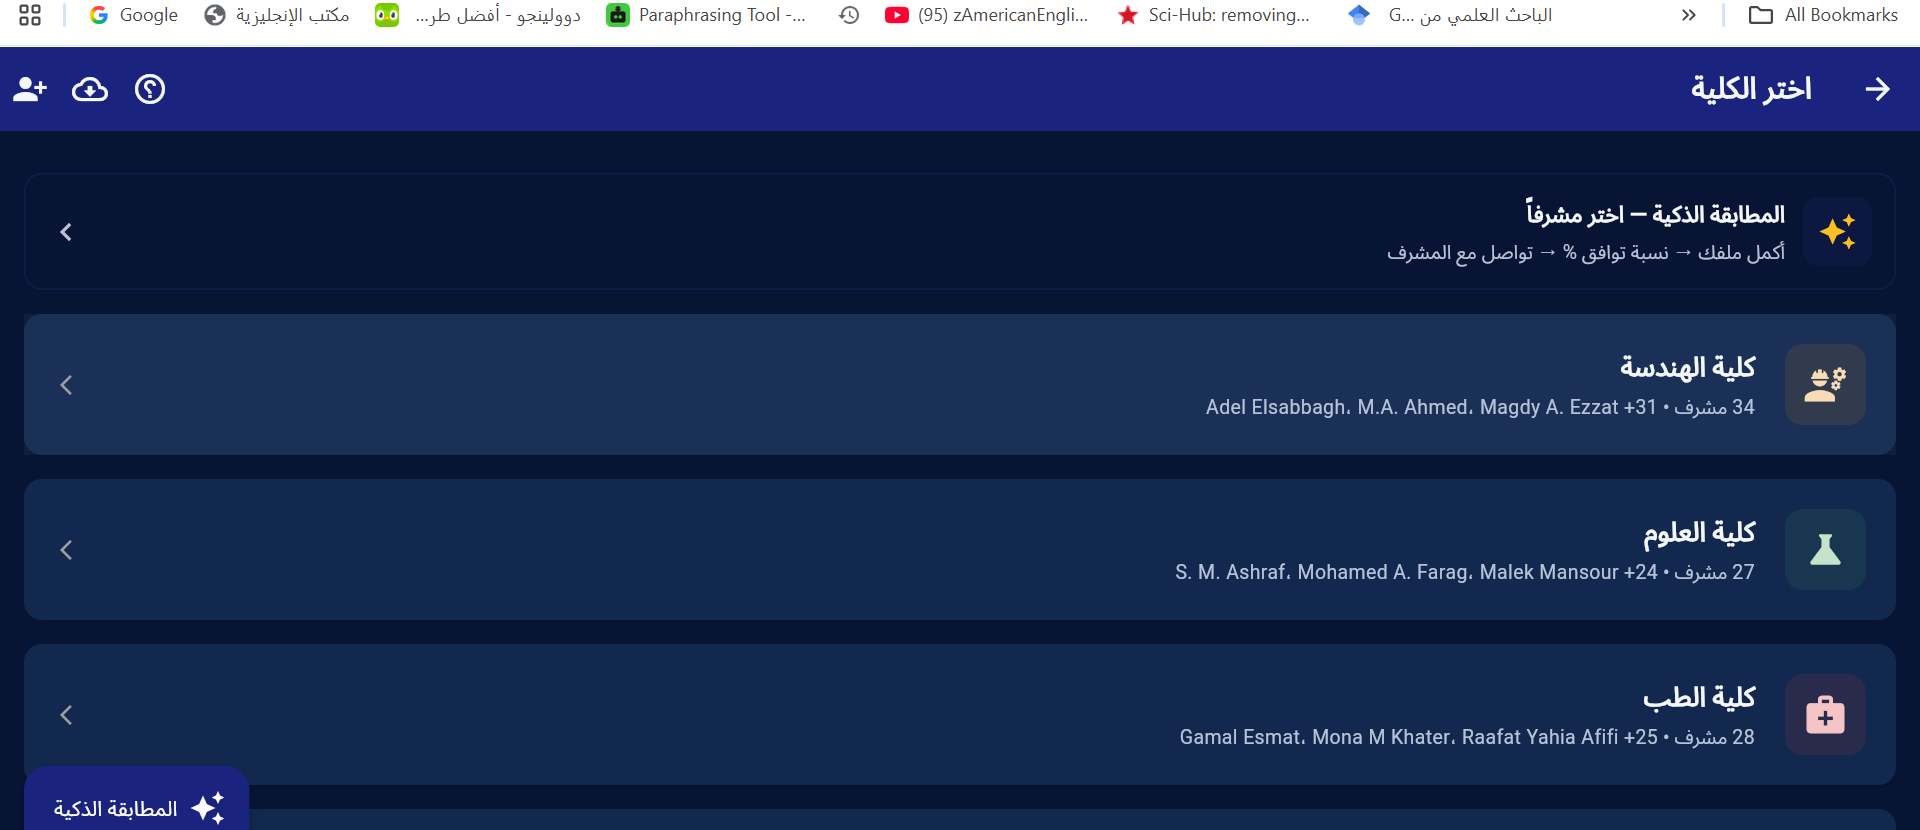 Google
مكتب الإنجليزية
دوولينجو - أفضل طر...
Paraphrasing Tool -...
(95) zAmericanEngli...
Sci-Hub: removing...
الباحث العلمي من G...
All Bookmarks
اختر الكلية
المطابقة الذكية — اختر مشرفاً
أكمل ملفك → نسبة توافق % → تواصل مع المشرف
كلية الهندسة
34 مشرف • Adel Elsabbagh، M.A. Ahmed، Magdy A. Ezzat +31
كلية العلوم
27 مشرف • S. M. Ashraf، Mohamed A. Farag، Malek Mansour +24
كلية الطب
28 مشرف • Gamal Esmat، Mona M Khater، Raafat Yahia Afifi +25
المطابقة الذكية